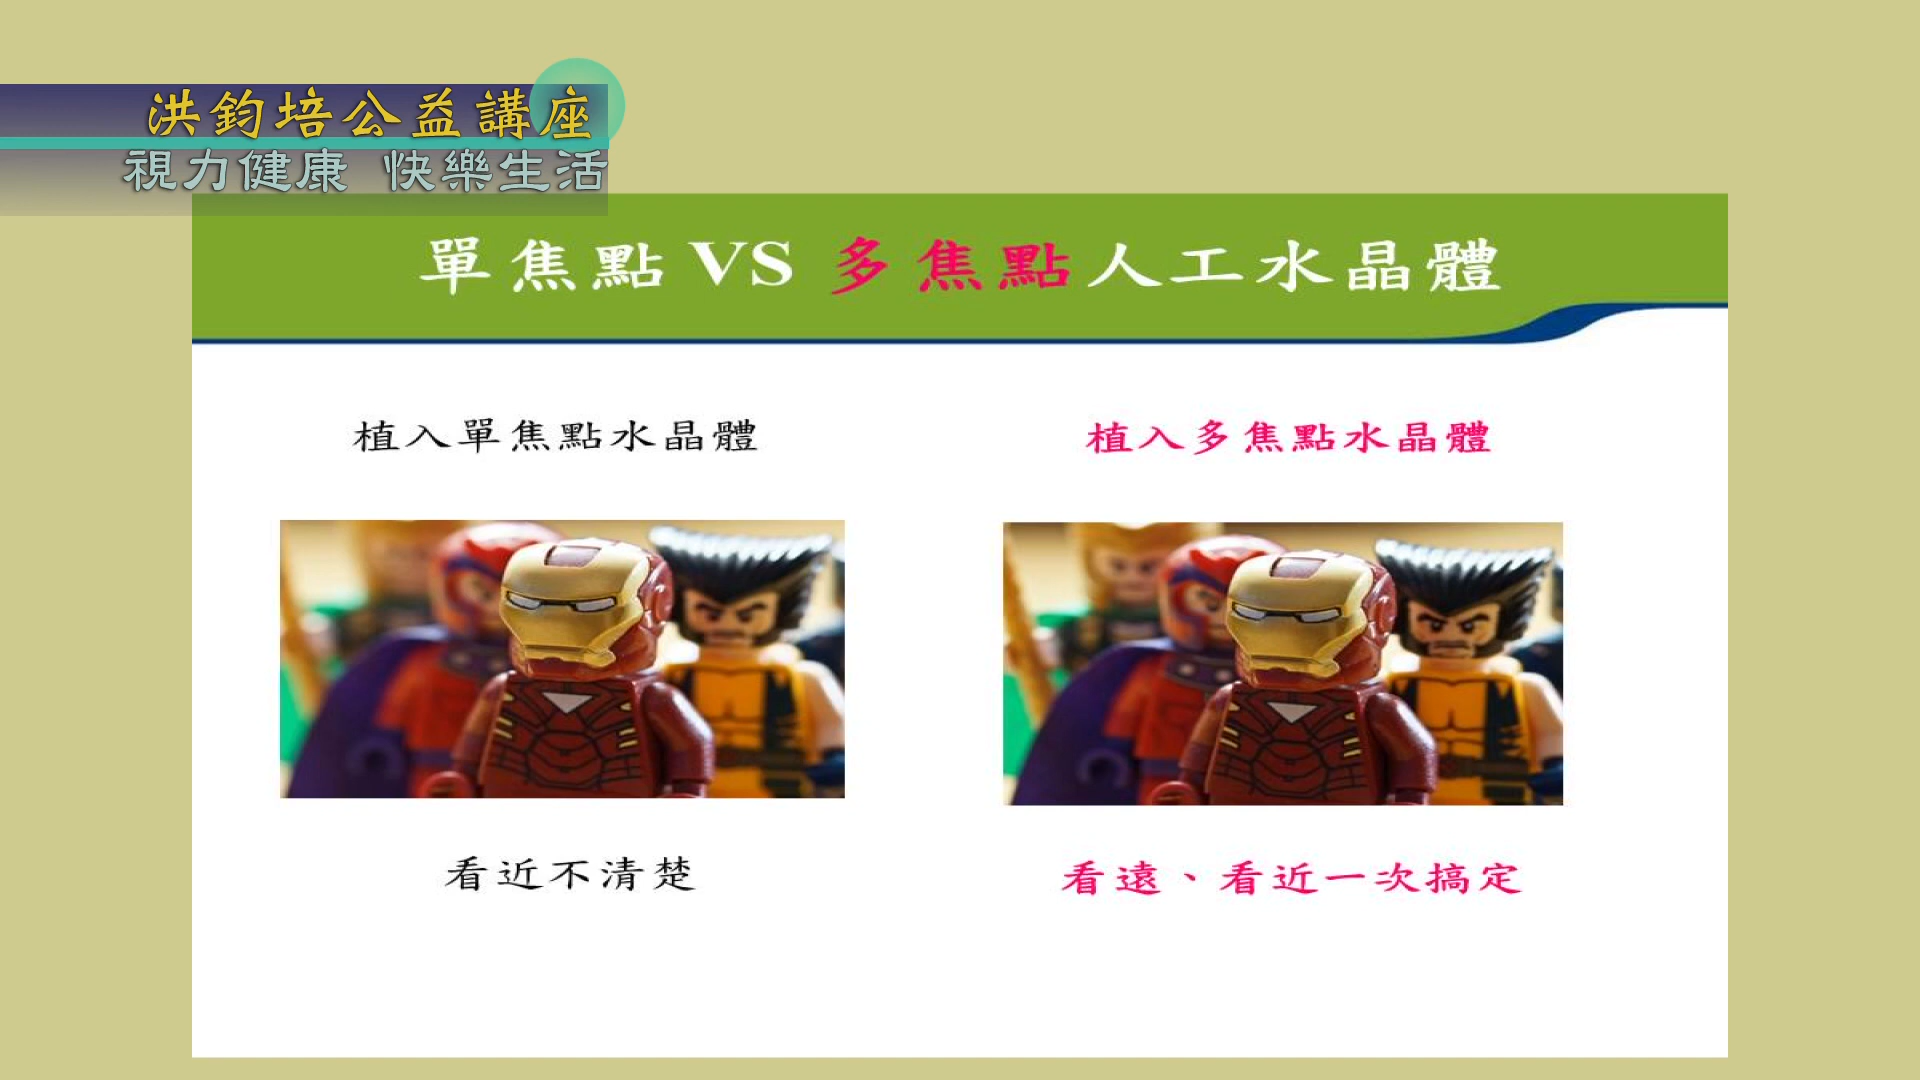 洪鈞培公益講座
視力健康 快樂生活
單焦點 VS 多焦點人工水晶體
植入單焦點水晶體
植入多焦點水晶體
看近不清楚
看遠、看近一次搞定